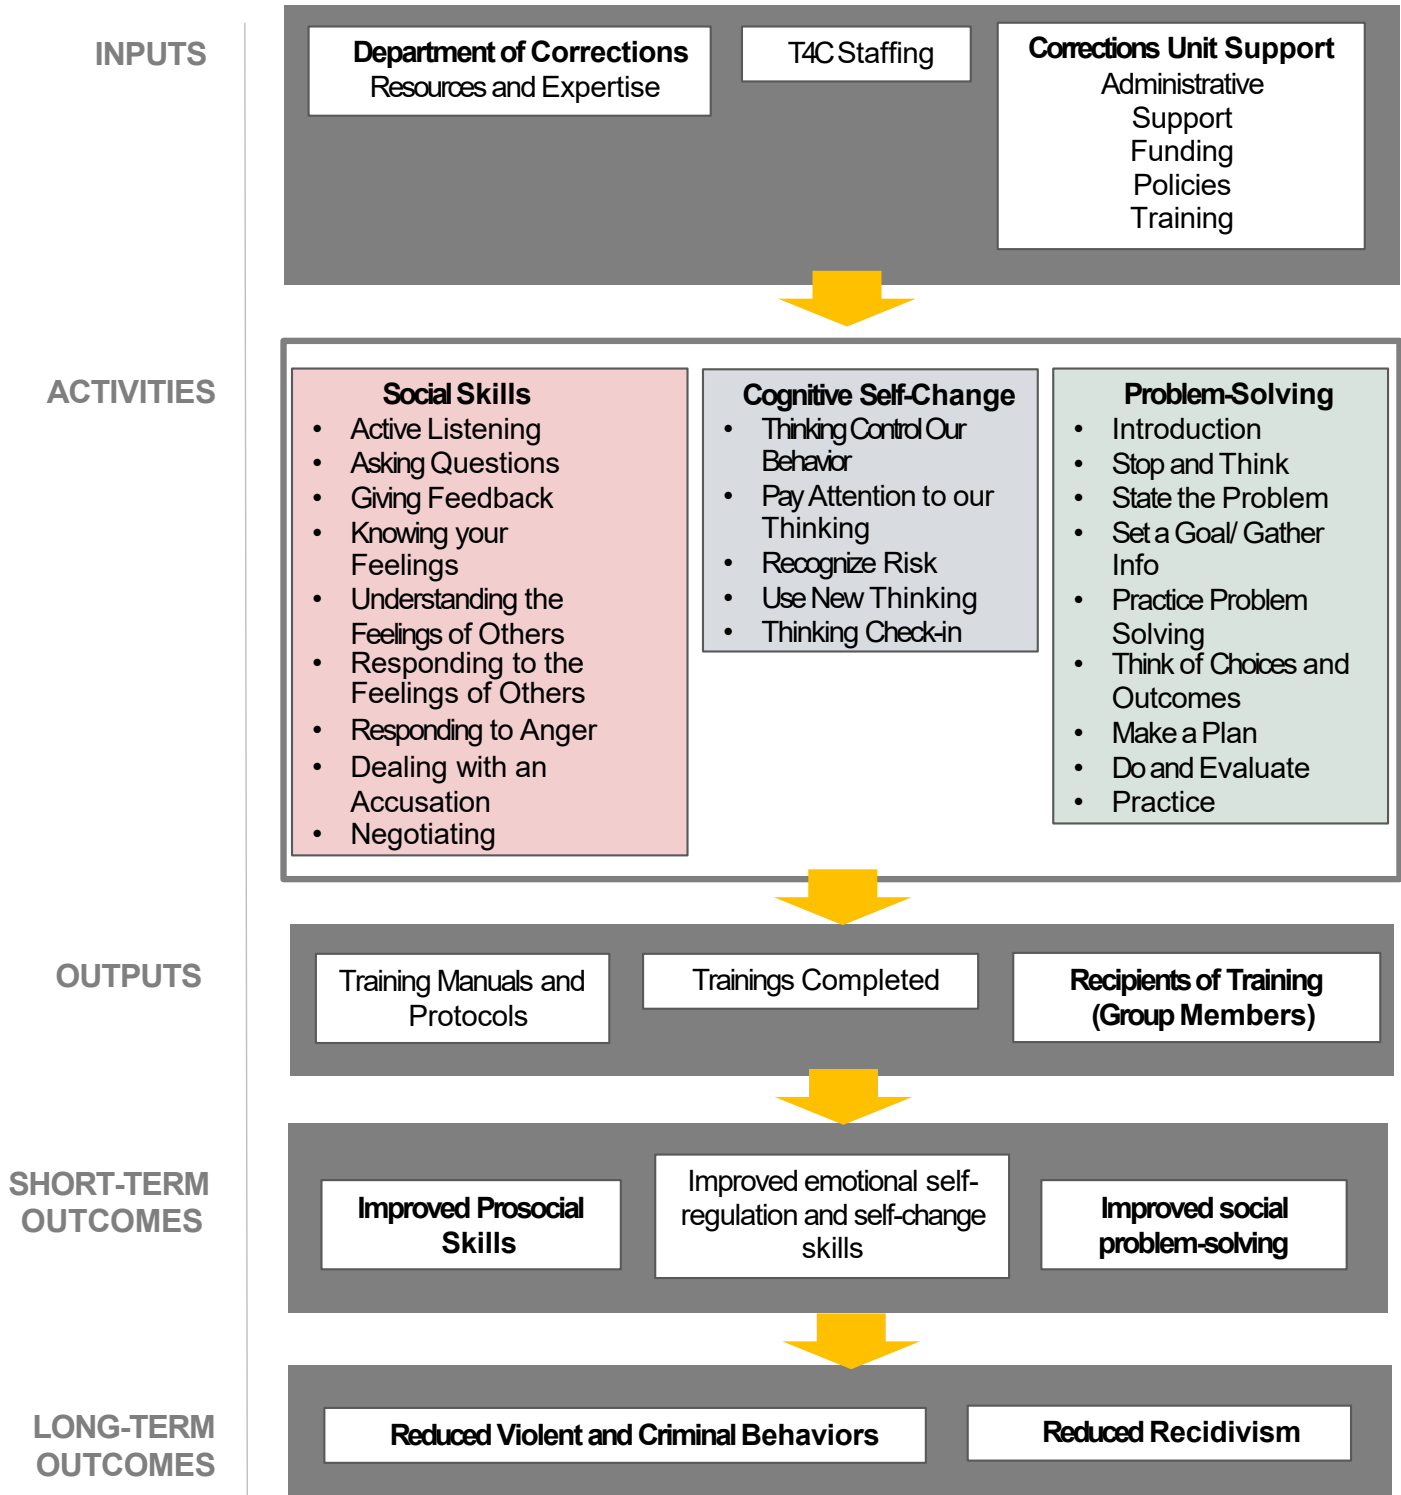 INPUTS
Department of Corrections
Resources and Expertise
T4C Staffing
Corrections Unit Support
Administrative
Support
Funding
Policies
Training
ACTIVITIES
Social Skills
• Active Listening
• Asking Questions
• Giving Feedback
• Knowing your
Feelings
• Understanding the
Feelings of Others
• Responding to the
Feelings of Others
• Responding to Anger
• Dealing with an
Accusation
• Negotiating
Cognitive Self-Change
• Thinking Control Our
Behavior
• Pay Attention to our
Thinking
• Recognize Risk
• Use New Thinking
• Thinking Check-in
Problem-Solving
• Introduction
• Stop and Think
• State the Problem
• Set a Goal/ Gather
Info
• Practice Problem
Solving
• Think of Choices and
Outcomes
• Make a Plan
• Do and Evaluate
• Practice
OUTPUTS
Training Manuals and
Protocols
Trainings Completed
Recipients of Training
(Group Members)
SHORT-TERM
OUTCOMES
Improved Prosocial
Skills
Improved emotional self-
regulation and self-change
skills
Improved social
problem-solving
LONG-TERM
OUTCOMES
Reduced Violent and Criminal Behaviors
Reduced Recidivism